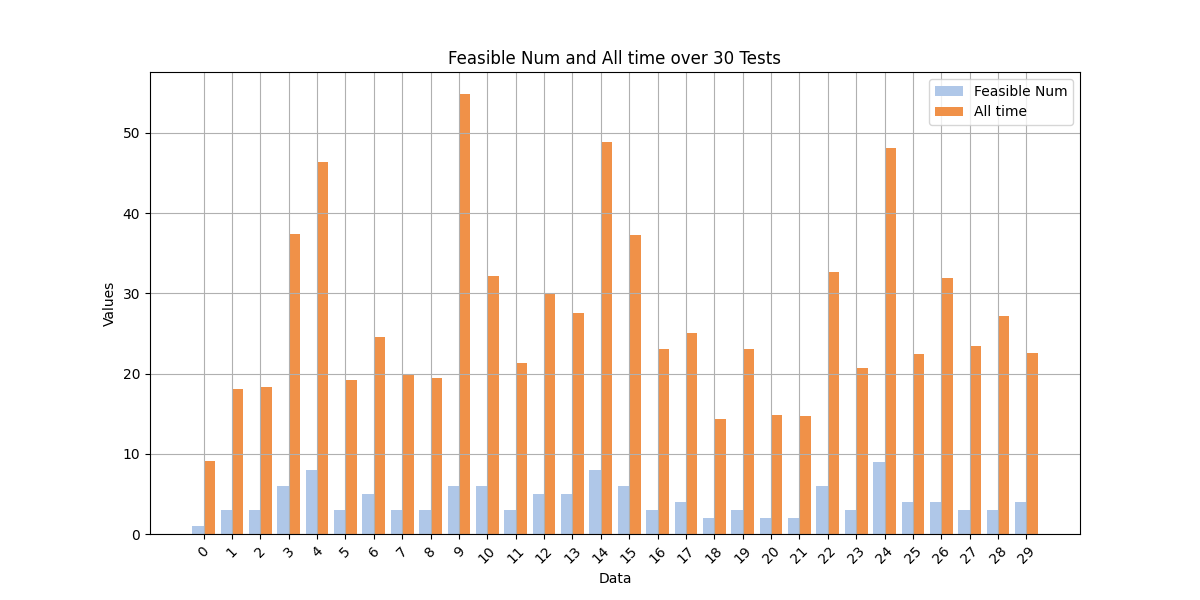 Feasible Num and All time over 30 Tests
Feasible Num
All time
Values
50
40
30
20
10
0
0 1 2 3 4 5 6 7 8 9 10 11 12 13 14 15 16 17 18 19 20 21 22 23 24 25 26 27 28 29
Data